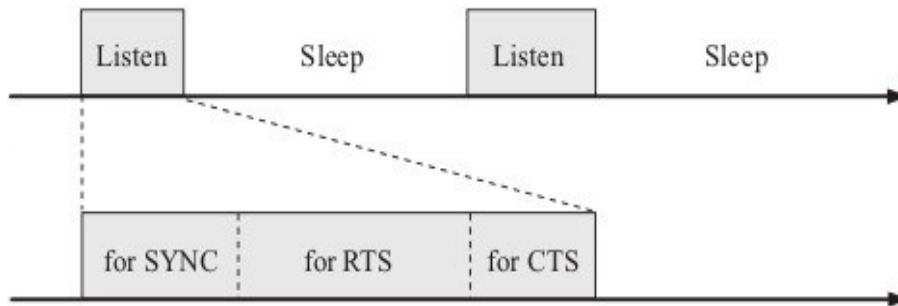 Listen Sleep Listen Sleep
for SYNC for RTS for CTS